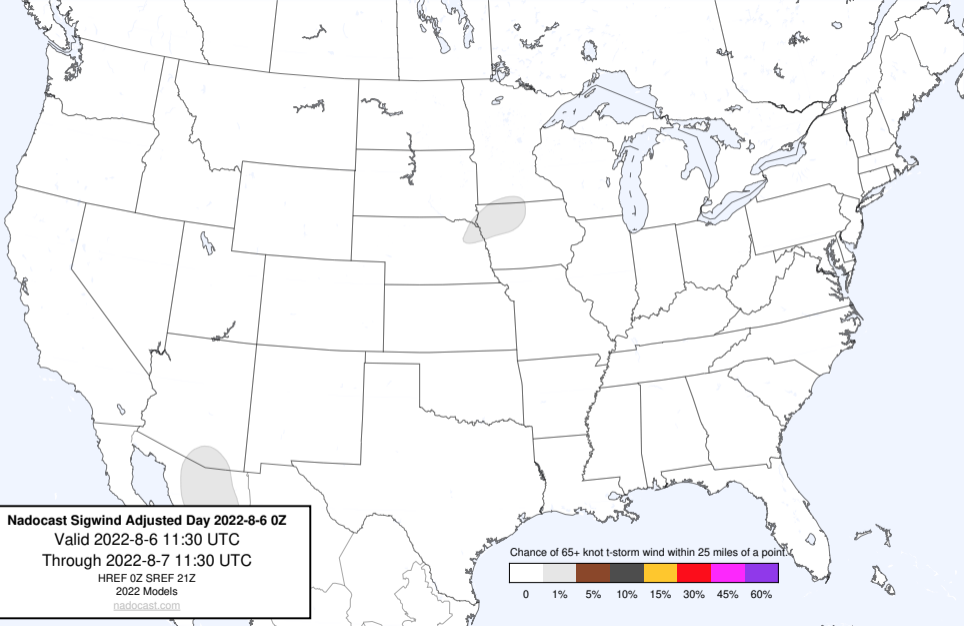 Nadocast Sigwind Adjusted Day 2022-8-6 0Z
Valid 2022-8-6 11:30 UTC
Through 2022-8-7 11:30 UTC
HREF 0Z SREF 21Z
2022 Models
nadocast.com
Chance of 65+ knot t-storm wind within 25 miles of a point.
0 1% 5% 10% 15% 30% 45% 60%